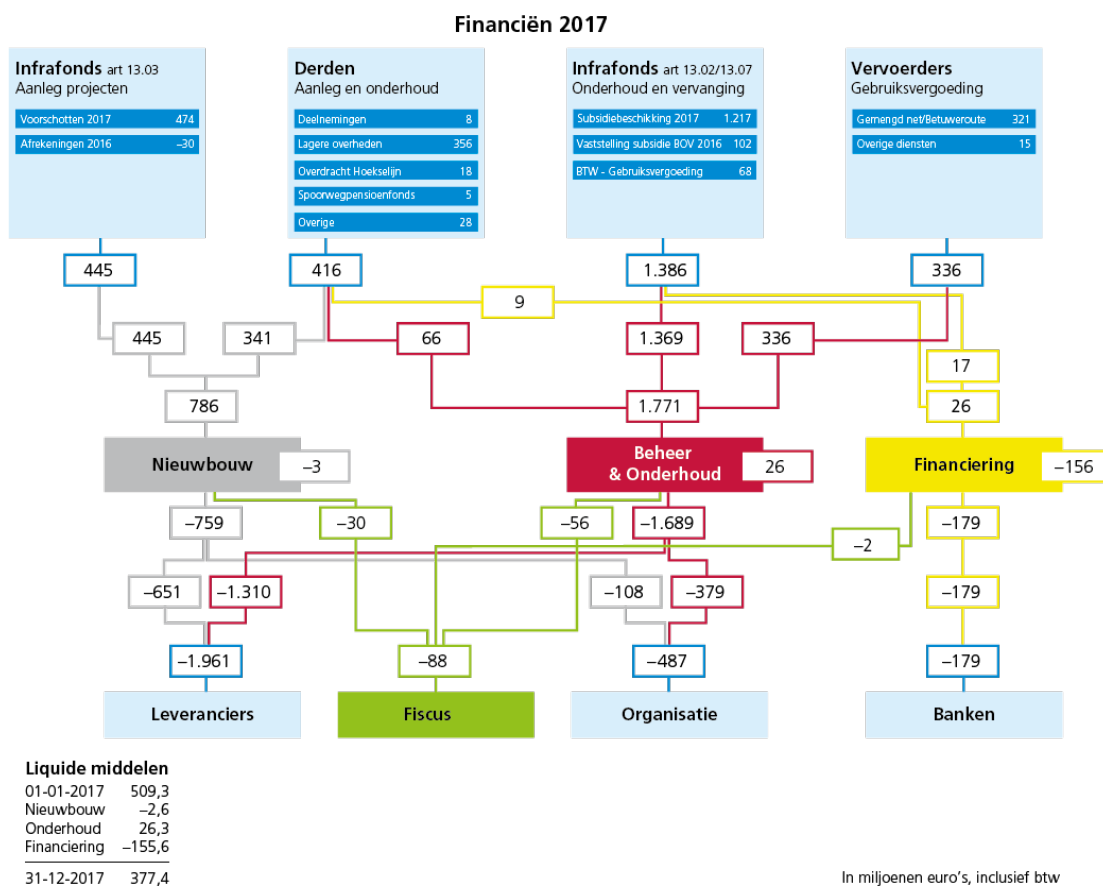 Financiën 2017
Infrafonds art 13.03
Aanleg projecten
Voorschotten 2017 474
Afrekeningen 2016 –30
Derden
Aanleg en onderhoud
Deelnemingen 8
Lagere overheden 356
Overdracht Hoekselijn 18
Spoorwegpensioenfonds 5
Overige 28
Infrafonds art 13.02/13.07
Onderhoud en vervanging
Subsidiebeschikking 2017 1.217
Vaststelling subsidie BOV 2016 102
BTW - Gebruiksvergoeding 68
Vervoerders
Gebruiksvergoeding
Gemengd net/Betuweroute 321
Overige diensten 15
445 416 1.386 336
9
445 341 66 1.369 336
17
786 1.771 26
Nieuwbouw –3
Beheer
& Onderhoud 26
Financiering –156
–759 –30 –56 –1.689 –179
–2
–651 –1.310 –108 –379 –179
–1.961 –88 –487 –179
Leveranciers Fiscus Organisatie Banken
Liquide middelen
01-01-2017 509,3
Nieuwbouw –2,6
Onderhoud 26,3
Financiering –155,6
31-12-2017 377,4
In miljoenen euro’s, inclusief btw